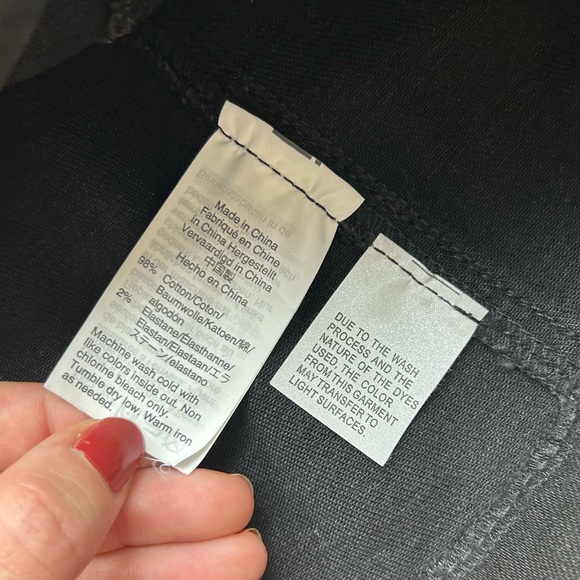 Made in China
Fabriqué en Chine
in China Hergestellt
Vervaardigd in China
中国製
Hecho en China
98% Cotton/Coton/
Baumwolle/Katoen/綿/
algodón
2% Elastane/Elasthanne/
Elastan/Elastaan/エラ
ステーン/elastano
Machine wash cold with
like colors inside out. Non
chlorine bleach only.
Tumble dry low. Warm iron
as needed.
DUE TO THE WASH
PROCESS AND THE
NATURE OF THE DYES
USED, THE COLOR
FROM THIS GARMENT
MAY TRANSFER TO
LIGHT SURFACES.